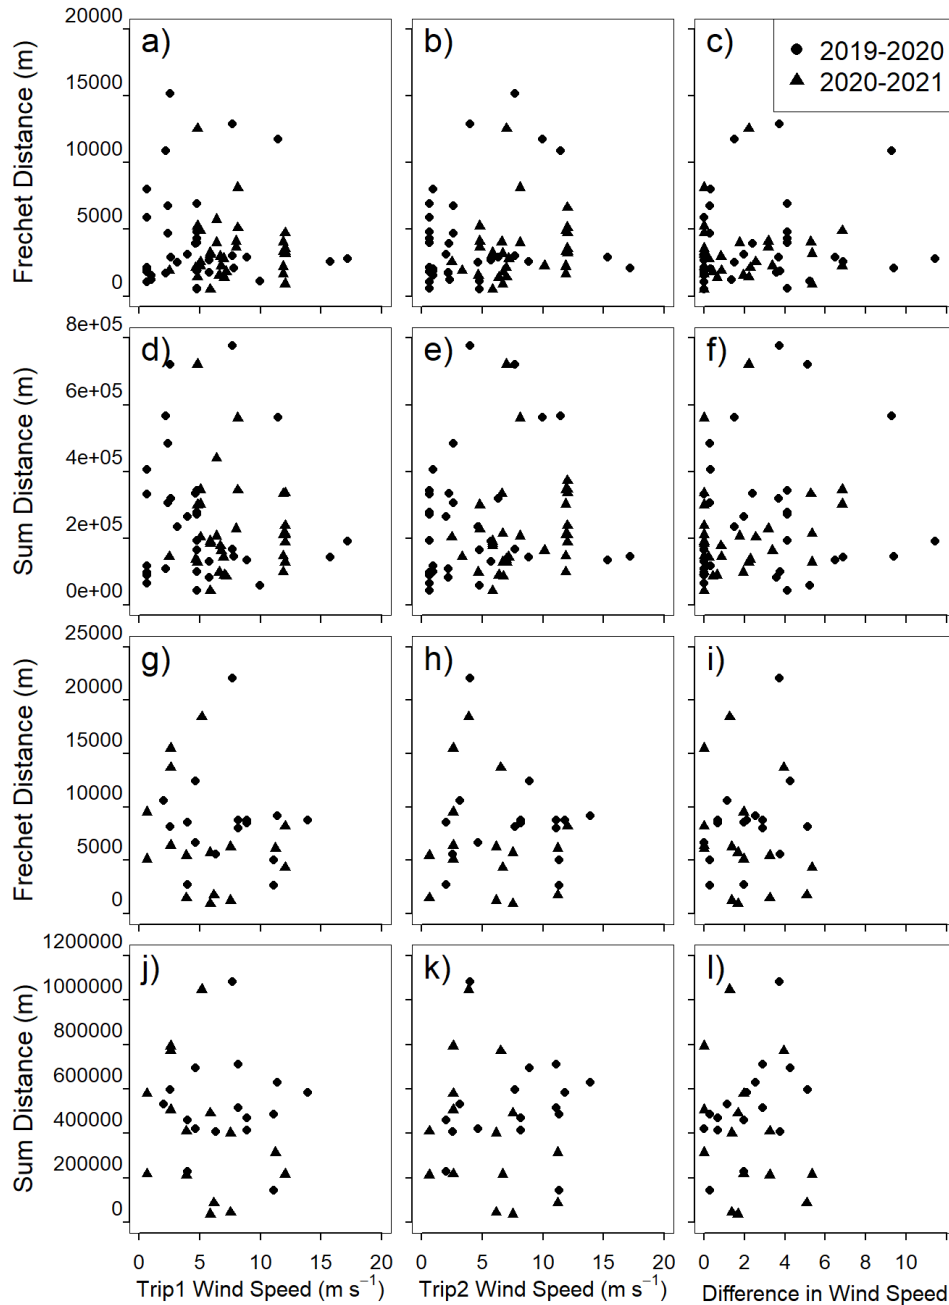 a) b) c)
2019-2020
2020-2021
Frechet Distance (m)
20000
15000
10000
5000
0
d) e) f)
Sum Distance (m)
8e+05
6e+05
4e+05
2e+05
0e+00
g) h) i)
Frechet Distance (m)
25000
20000
15000
10000
5000
0
j) k) l)
Sum Distance (m)
1200000
1000000
800000
600000
400000
200000
0
0 5 10 15 20 0 5 10 15 20 0 2 4 6 8 10
Trip1 Wind Speed (m s⁻¹) Trip2 Wind Speed (m s⁻¹) Difference in Wind Speed